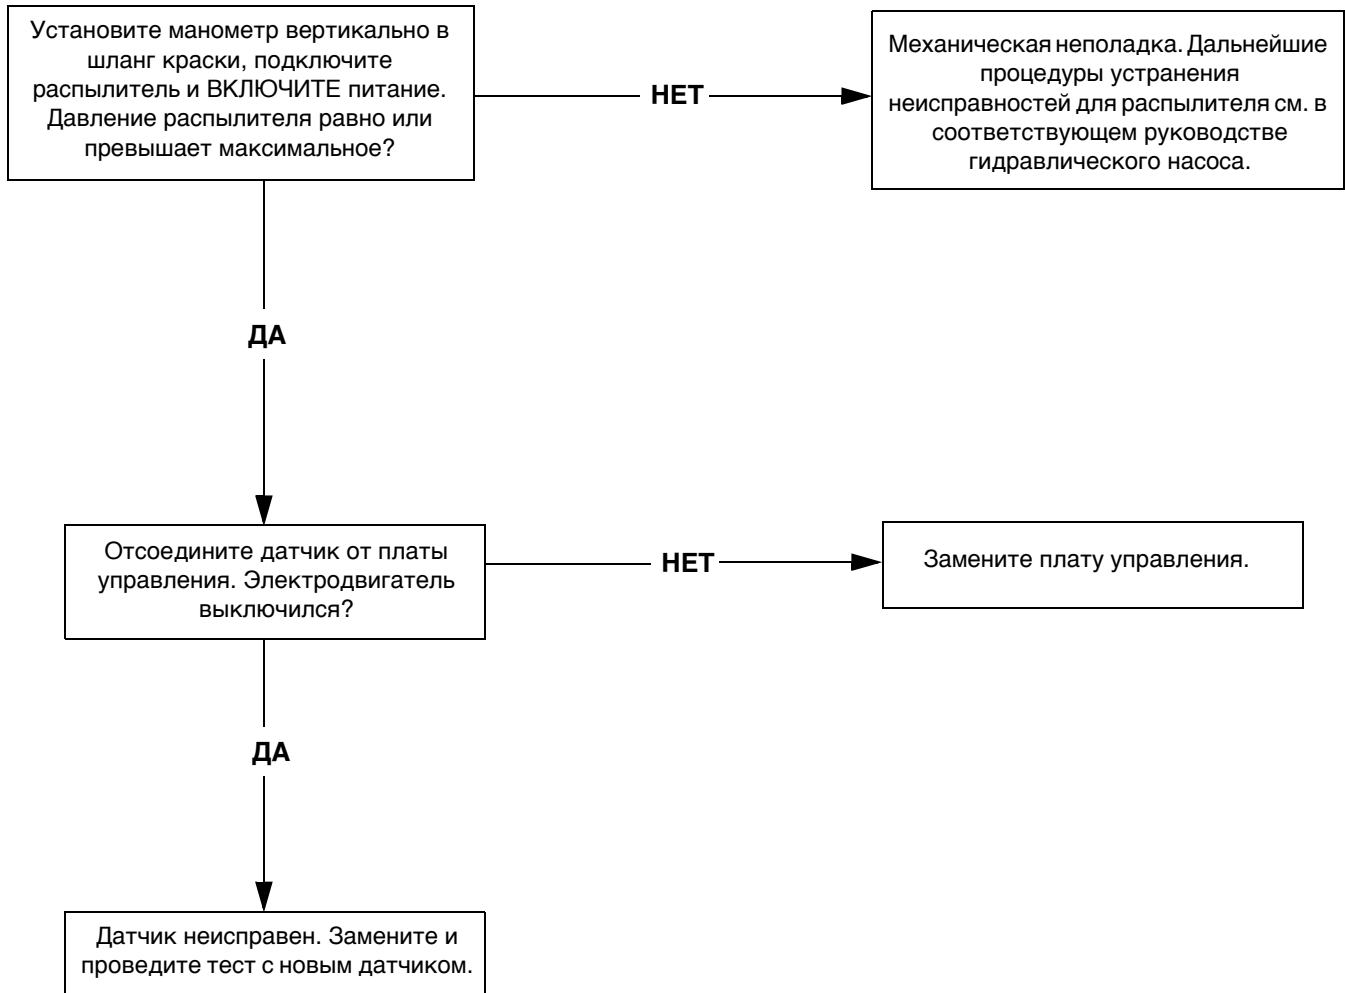 Установите манометр вертикально в
шланг краски, подключите
распылитель и ВКЛЮЧИТЕ питание.
Давление распылителя равно или
превышает максимальное?
НЕТ
Механическая неполадка. Дальнейшие
процедуры устранения
неисправностей для распылителя см. в
соответствующем руководстве
гидравлического насоса.
ДА
Отсоедините датчик от платы
управления. Электродвигатель
выключился?
НЕТ
Замените плату управления.
ДА
Датчик неисправен. Замените и
проведите тест с новым датчиком.